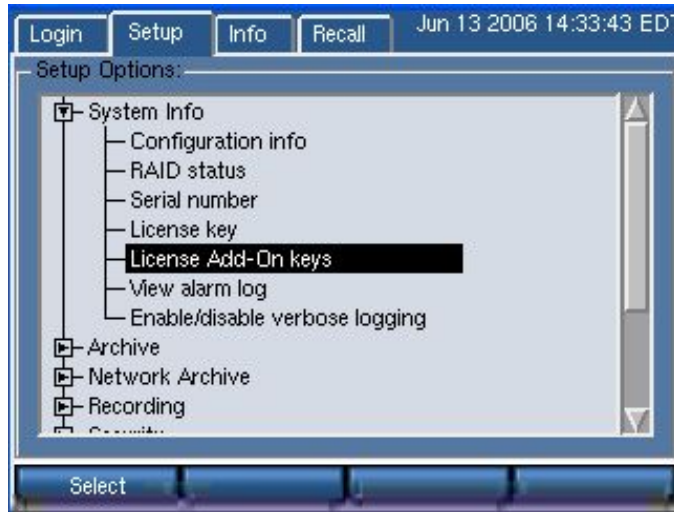 Login Setup Info Recall Jun 13 2006 14:33:43 EDT
Setup Options:
System Info
Configuration info
RAID status
Serial number
License key
License Add-On keys
View alarm log
Enable/disable verbose logging
Archive
Network Archive
Recording
Select